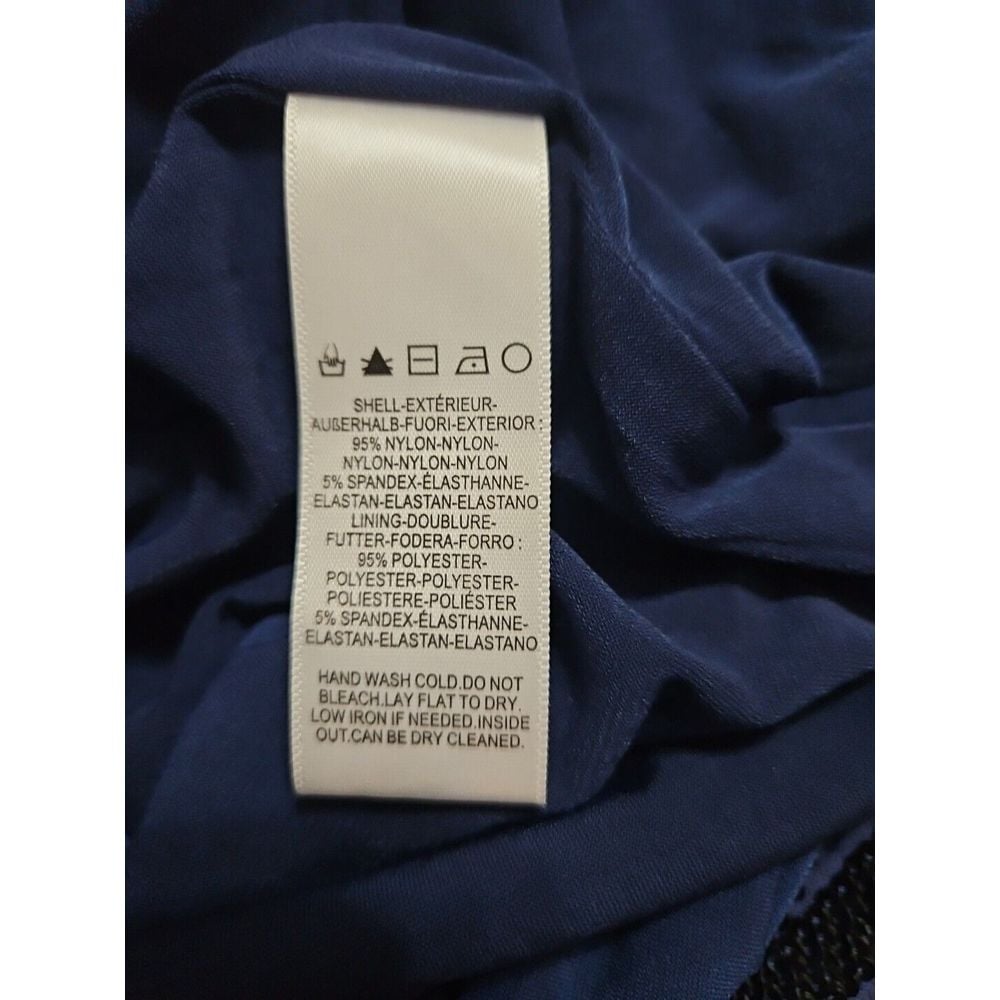 SHELL-EXTÉRIEUR-
AUßERHALB-FUORI-EXTERIOR :
95% NYLON-NYLON-
NYLON-NYLON-NYLON
5% SPANDEX-ÉLASTHANNE-
ELASTAN-ELASTAN-ELASTANO
LINING-DOUBLURE-
FUTTER-FODERA-FORRO :
95% POLYESTER-
POLYESTER-POLYESTER-
POLIESTERE-POLIÉSTER
5% SPANDEX-ÉLASTHANNE-
ELASTAN-ELASTAN-ELASTANO
HAND WASH COLD.DO NOT
BLEACH.LAY FLAT TO DRY.
LOW IRON IF NEEDED.INSIDE
OUT.CAN BE DRY CLEANED.